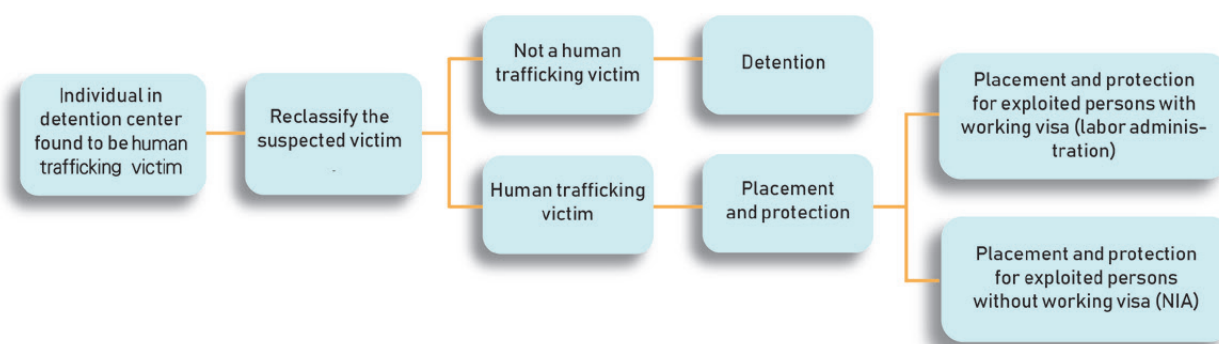 Individual in
detention center
found to be human
trafficking victim
Reclassify the
suspected victim
.
Not a human
trafficking victim
Detention
Human trafficking
victim
Placement
and protection
Placement and protection
for exploited persons with
working visa (labor adminis-
tration)
Placement and protection
for exploited persons
without working visa (NIA)